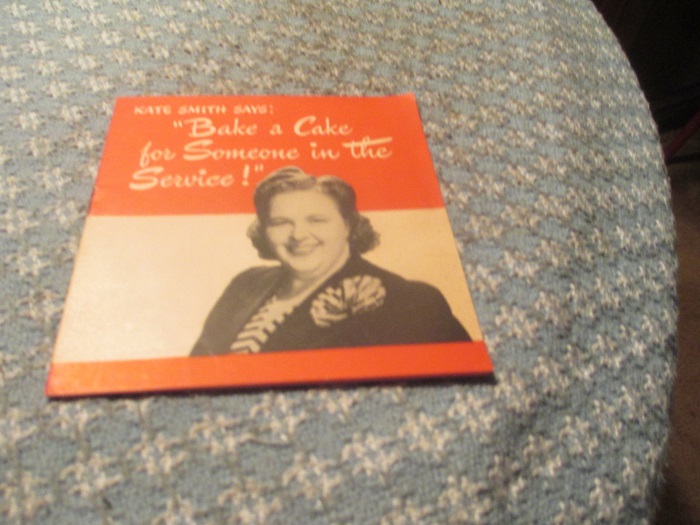 KATE SMITH SAYS:
"Bake a Cake
for Someone in the
Service!"